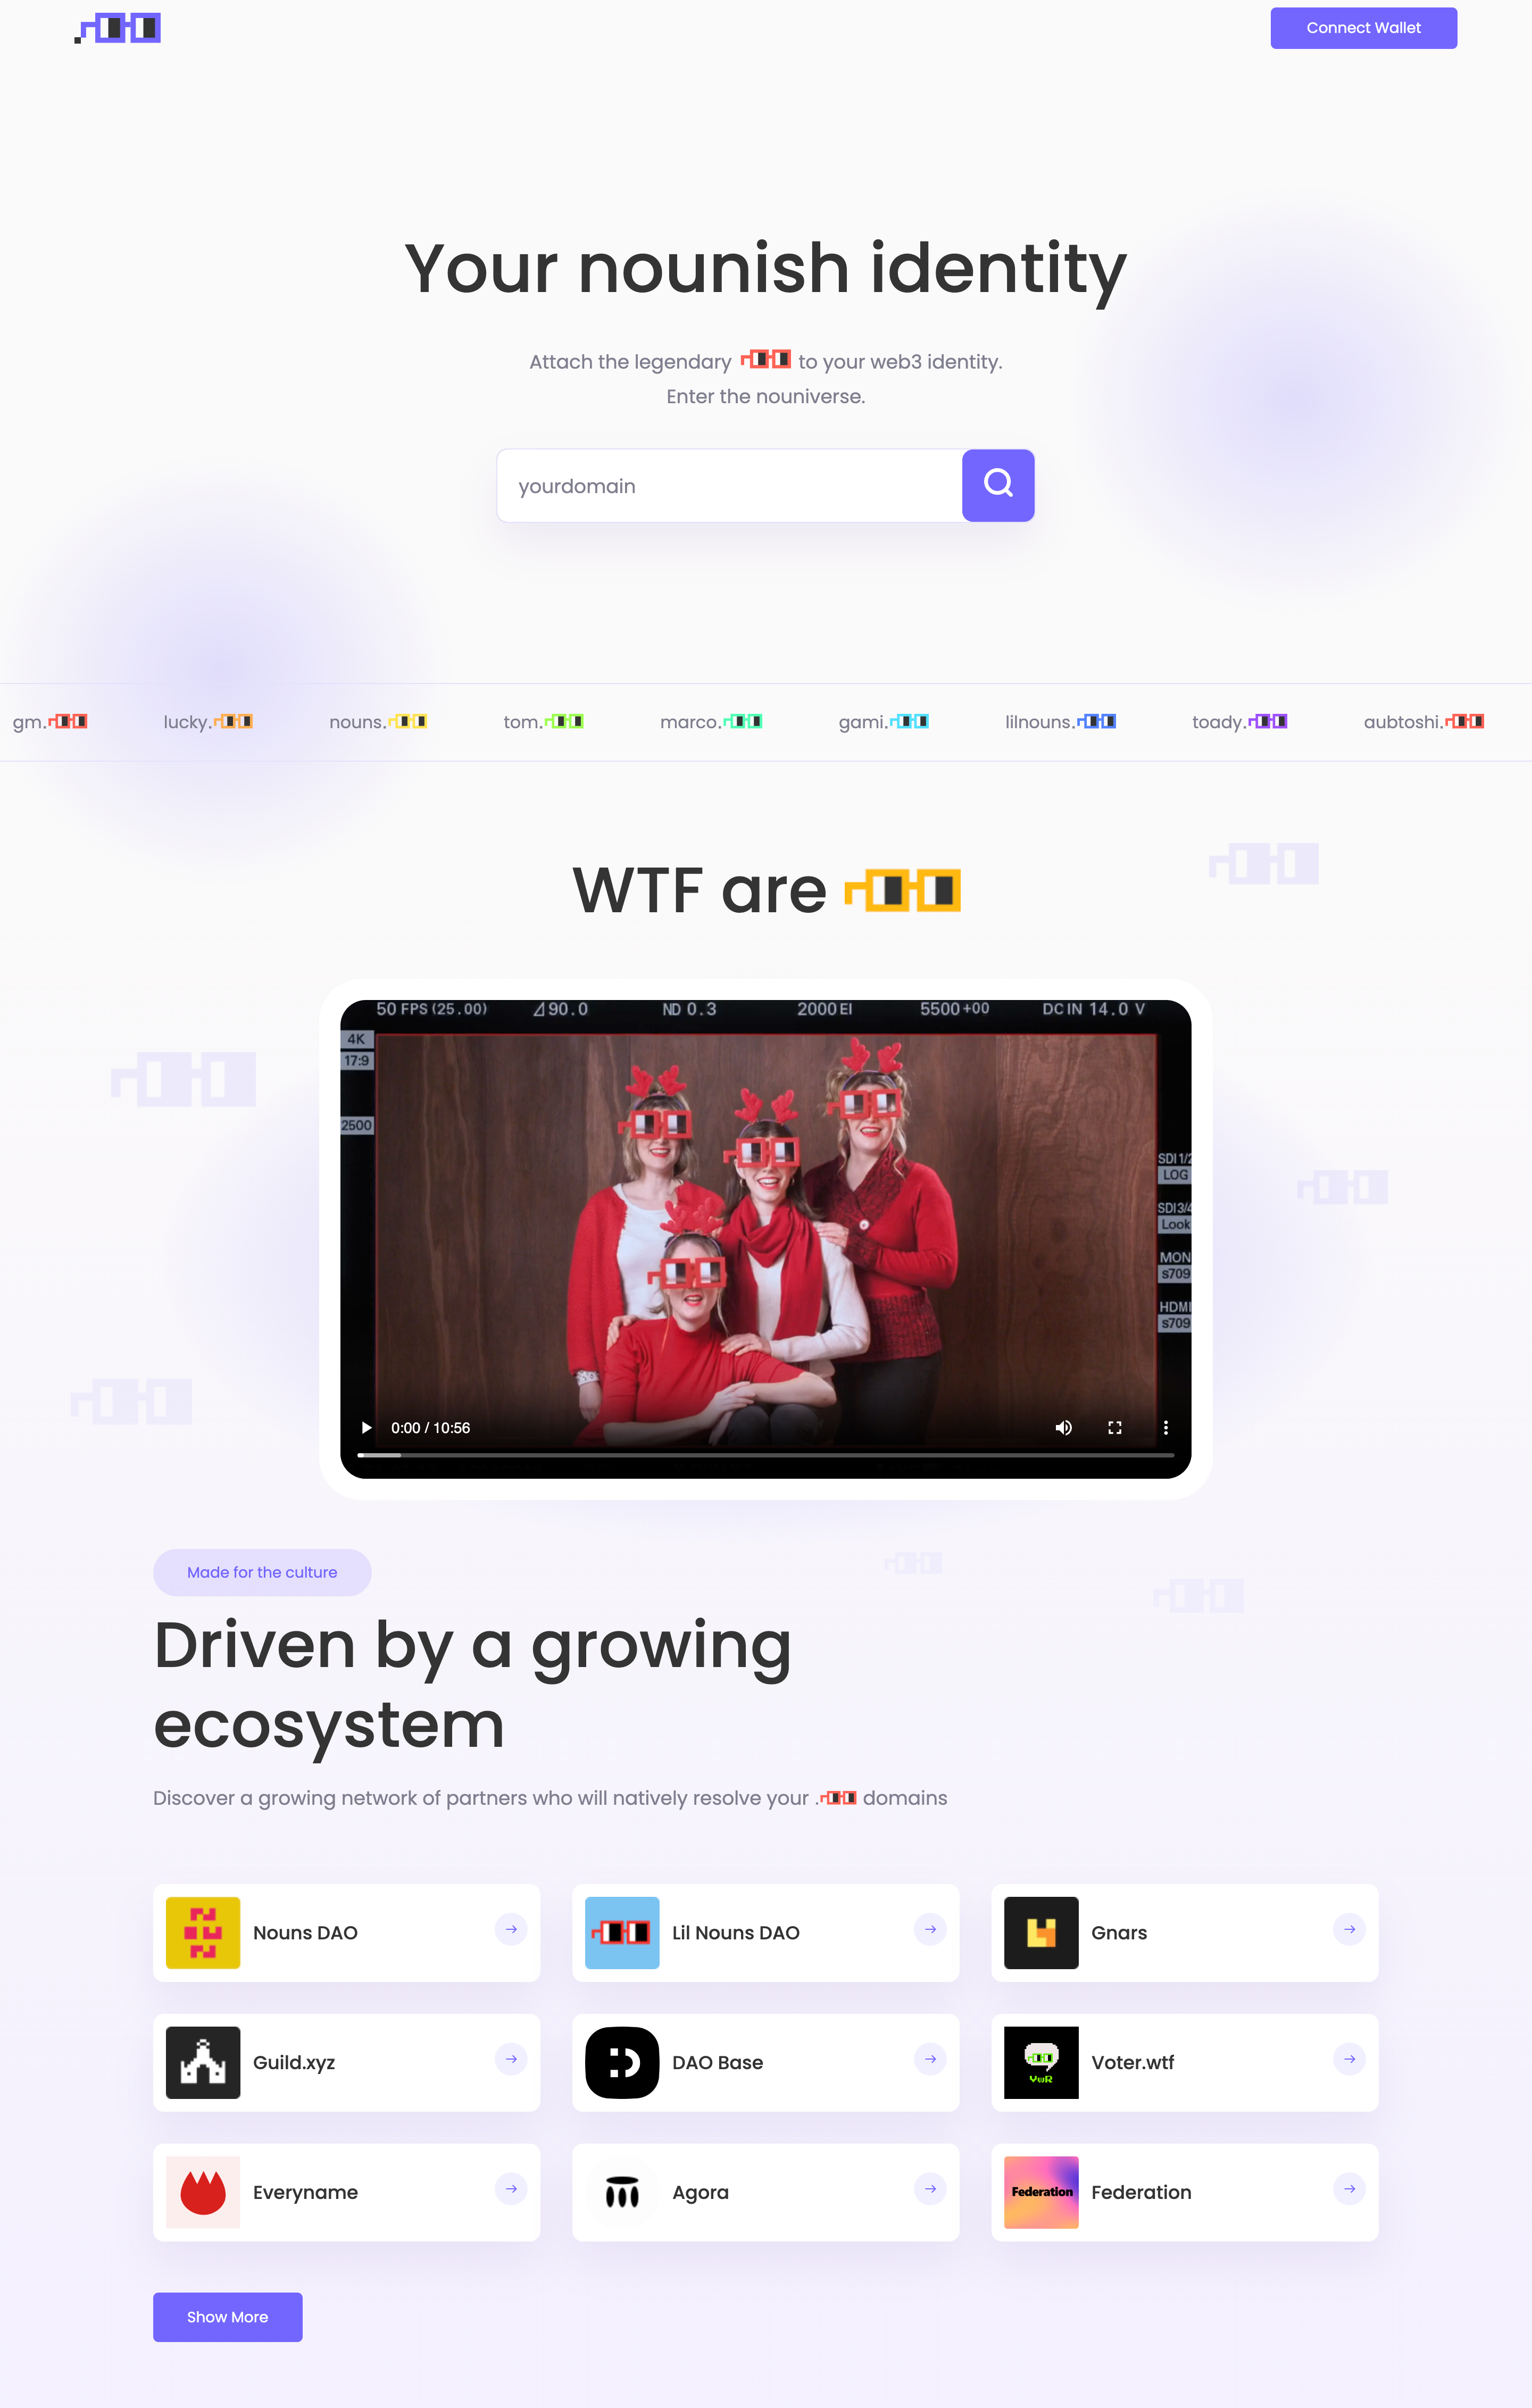 Connect Wallet
Your nounish identity
Attach the legendary to your web3 identity.
Enter the nouniverse.
yourdomain
gm. lucky. nouns. tom. marco. gami. lilnouns. toady. aubtoshi.
WTF are
50 FPS (25.00) ⊿90.0 ND 0.3 2000 EI 5500+00 DC IN 14.0 V
4K
17:9
2500
SDI 1/2
LOG
SDI 3/4
Look
MON
s709
HDMI
s709
0:00 / 10:56
Made for the culture
Driven by a growing
ecosystem
Discover a growing network of partners who will natively resolve your . domains
Nouns DAO
Lil Nouns DAO
Gnars
Guild.xyz
DAO Base
VwR
Voter.wtf
Everyname
Agora
Federation
Federation
Show More